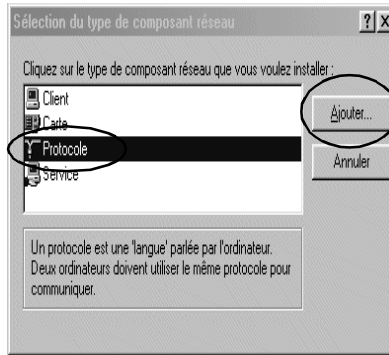 Sélection du type de composant réseau
Cliquez sur le type de composant réseau que vous voulez installer :
Client
Carte
Protocole
Service
Ajouter...
Annuler
Un protocole est une 'langue' parlée par l'ordinateur.
Deux ordinateurs doivent utiliser le même protocole pour
communiquer.